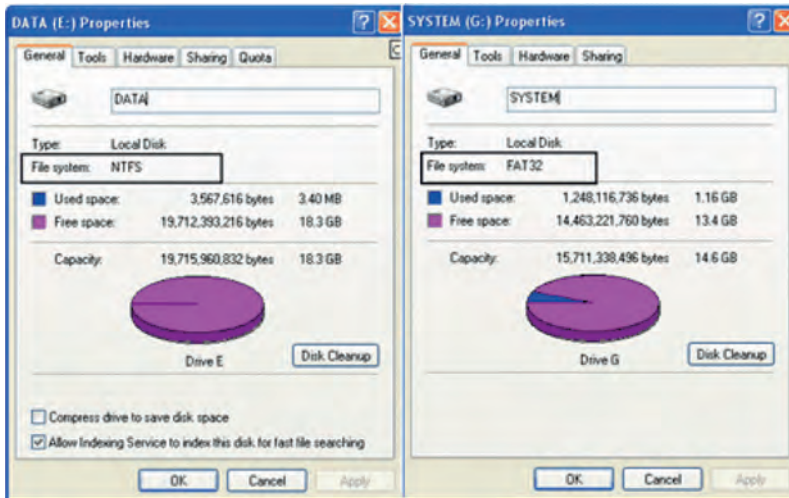 DATA (E:) Properties
General Tools Hardware Sharing Quota
DATA
Type: Local Disk
File system: NTFS
Used space: 3,567,616 bytes 3.40 MB
Free space: 19,712,393,216 bytes 18.3 GB
Capacity: 19,715,960,832 bytes 18.3 GB
Drive E
Disk Cleanup
Compress drive to save disk space
Allow Indexing Service to index this disk for fast file searching
OK Cancel Apply
SYSTEM (G:) Properties
General Tools Hardware Sharing
SYSTEM
Type: Local Disk
File system: FAT32
Used space: 1,248,116,736 bytes 1.16 GB
Free space: 14,463,221,760 bytes 13.4 GB
Capacity: 15,711,338,496 bytes 14.6 GB
Drive G
Disk Cleanup
OK Cancel Apply